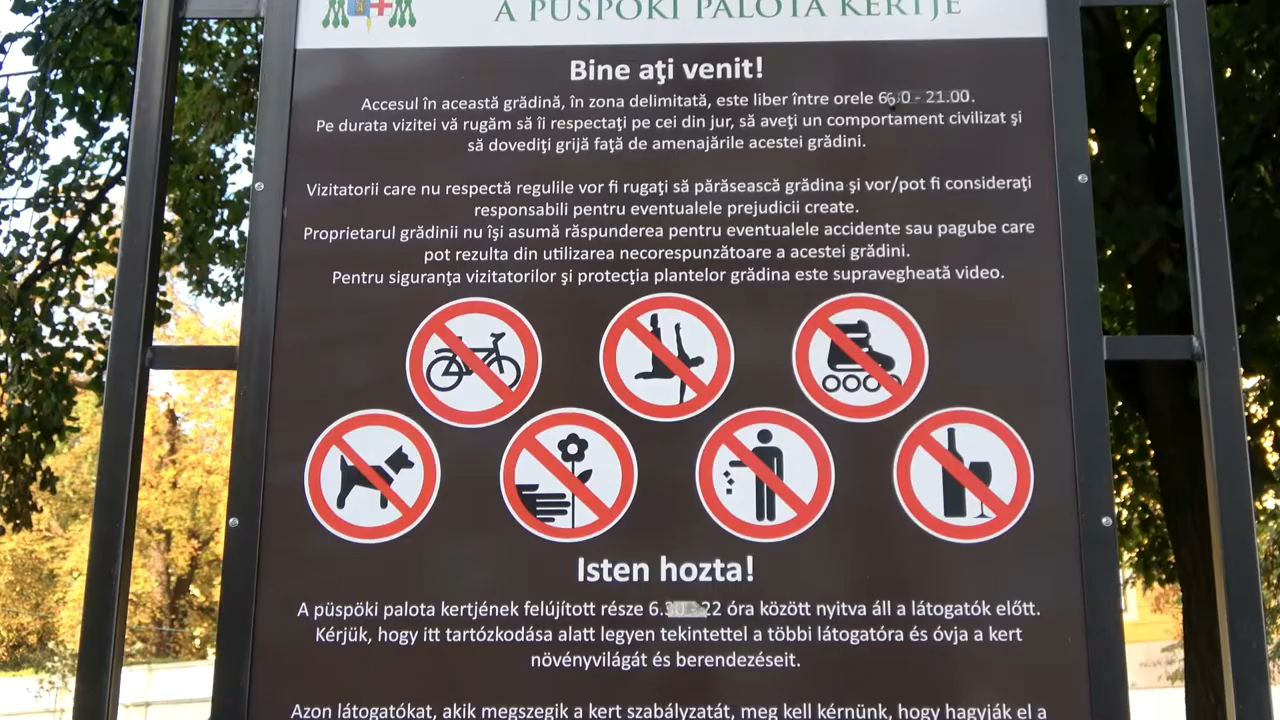 A PÜSPÖKI PALOTA KERTJE
Bine aţi venit!
Accesul în această grădină, în zona delimitată, este liber între orele - 21.00.
Pe durata vizitei vă rugăm să îi respectaţi pe cei din jur, să aveţi un comportament civilizat şi
să dovediţi grijă faţă de amenajările acestei grădini.
Vizitatorii care nu respectă regulile vor fi rugaţi să părăsească grădina şi vor/pot fi consideraţi
responsabili pentru eventualele prejudicii create.
Proprietarul grădinii nu îşi asumă răspunderea pentru eventualele accidente sau pagube care
pot rezulta din utilizarea necorespunzătoare a acestei grădini.
Pentru siguranţa vizitatorilor şi protecţia plantelor grădina este supravegheată video.
Isten hozta!
A püspöki palota kertjének felújított része 22 óra között nyitva áll a látogatók előtt.
Kérjük, hogy itt tartózkodása alatt legyen tekintettel a többi látogatóra és óvja a kert
növényvilágát és berendezéseit.
Azon látogatókat, akik megszegik a kert szabályzatát, meg kell kérnünk, hogy hagyják el a